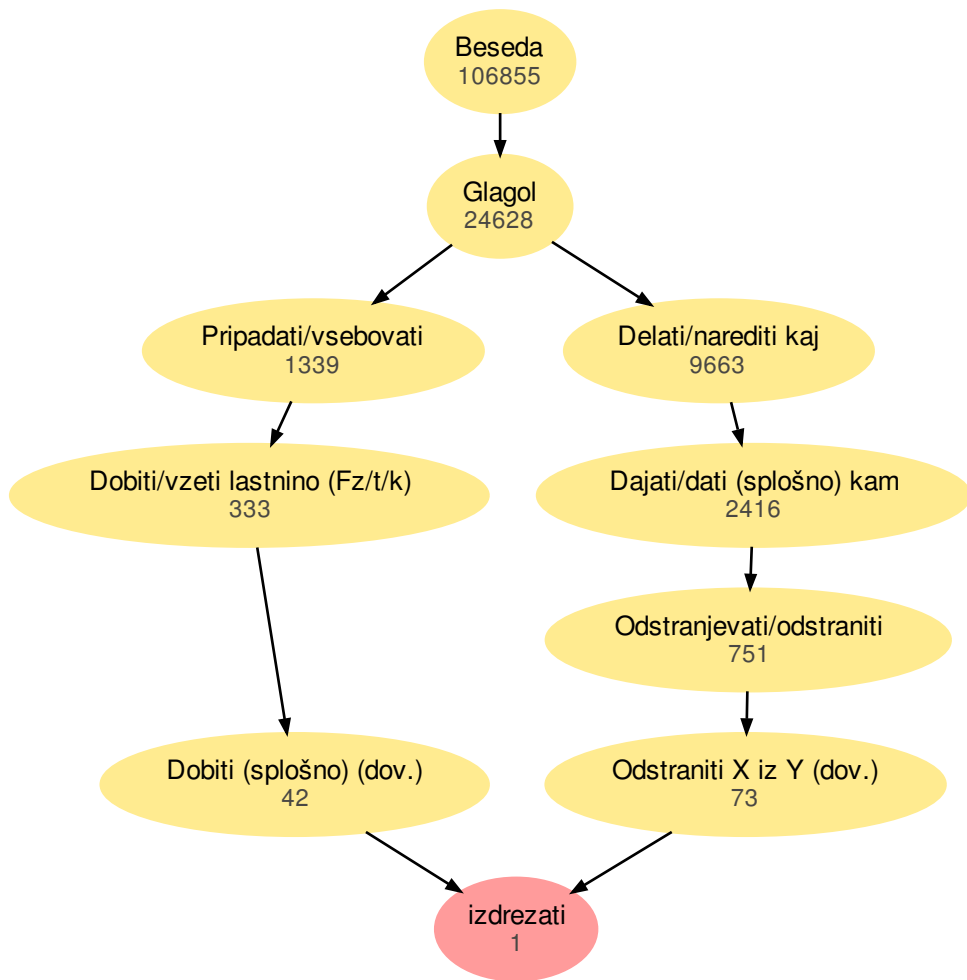 Beseda
106855
Glagol
24628
Pripadati/vsebovati
1339
Delati/narediti kaj
9663
Dobiti/vzeti lastnino (Fz/t/k)
333
Dajati/dati (splošno) kam
2416
Odstranjevati/odstraniti
751
Dobiti (splošno) (dov.)
42
Odstraniti X iz Y (dov.)
73
izdrezati
1